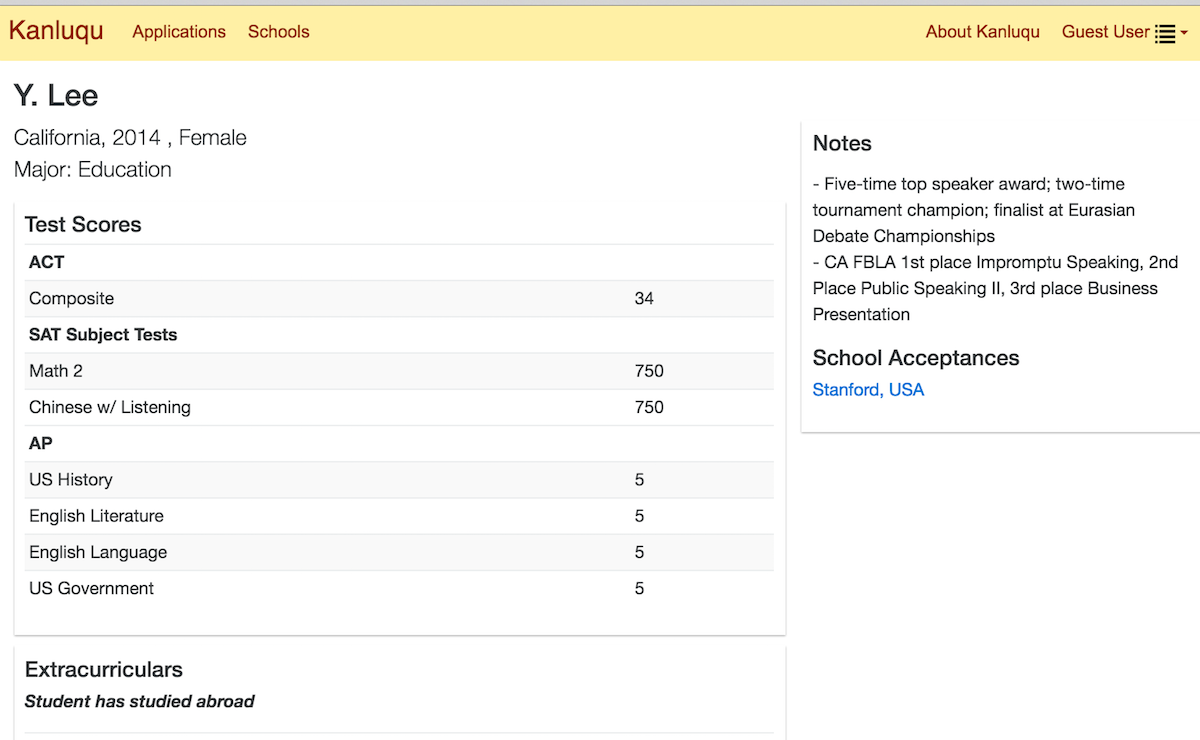 Kanluqu Applications Schools About Kanluqu Guest User
Y. Lee
California, 2014 , Female
Major: Education
Test Scores
ACT
Composite 34
SAT Subject Tests
Math 2 750
Chinese w/ Listening 750
AP
US History 5
English Literature 5
English Language 5
US Government 5
Extracurriculars
Student has studied abroad
Notes
- Five-time top speaker award; two-time
tournament champion; finalist at Eurasian
Debate Championships
- CA FBLA 1st place Impromptu Speaking, 2nd
Place Public Speaking II, 3rd place Business
Presentation
School Acceptances
Stanford, USA